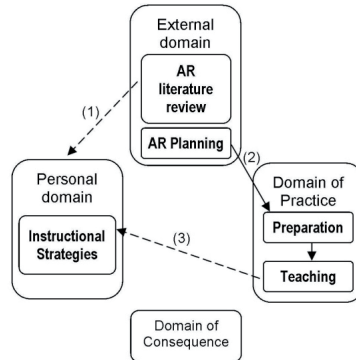 External
domain
AR
literature
review
AR Planning
(1)
(2)
Personal
domain
Instructional
Strategies
(3)
Domain of
Practice
Preparation
Teaching
Domain of
Consequence